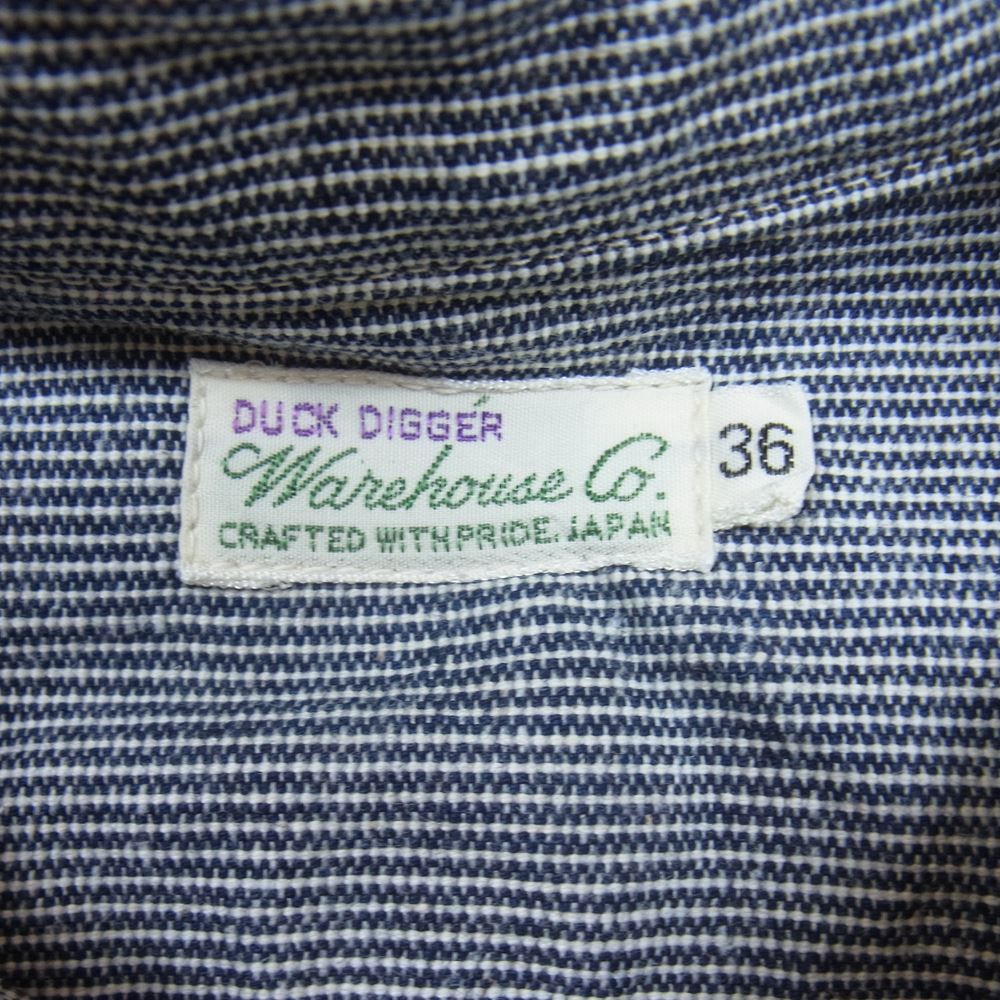 DUCK DIGGER
Warehouse Co.
CRAFTED WITH PRIDE. JAPAN
36